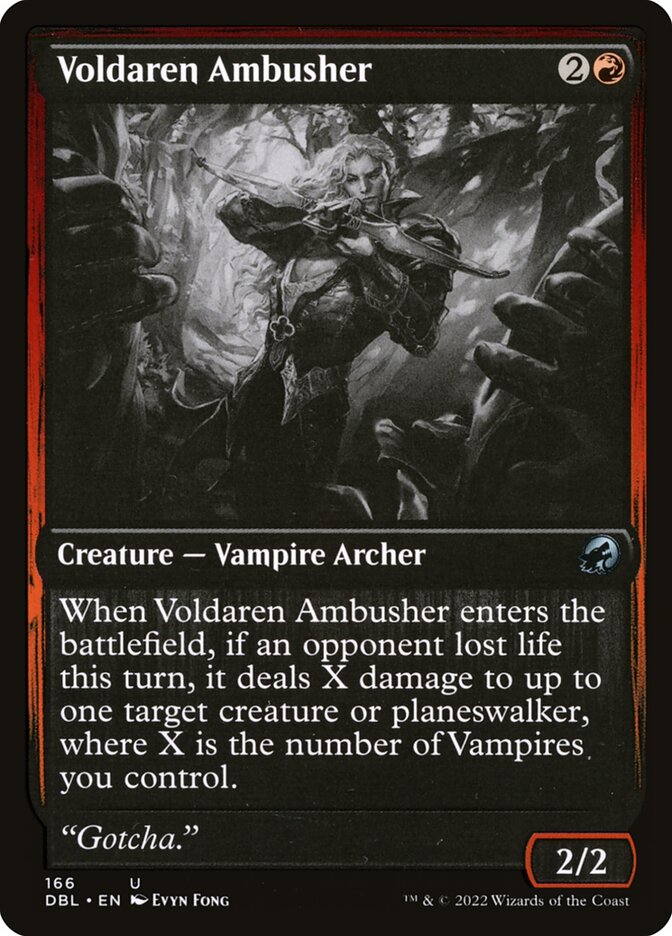 Voldaren Ambusher 2
Creature — Vampire Archer
When Voldaren Ambusher enters the
battlefield, if an opponent lost life
this turn, it deals X damage to up to
one target creature or planeswalker,
where X is the number of Vampires
you control.
“Gotcha.”
2/2
166 U
DBL • EN Evyn Fong
™ & © 2022 Wizards of the Coast